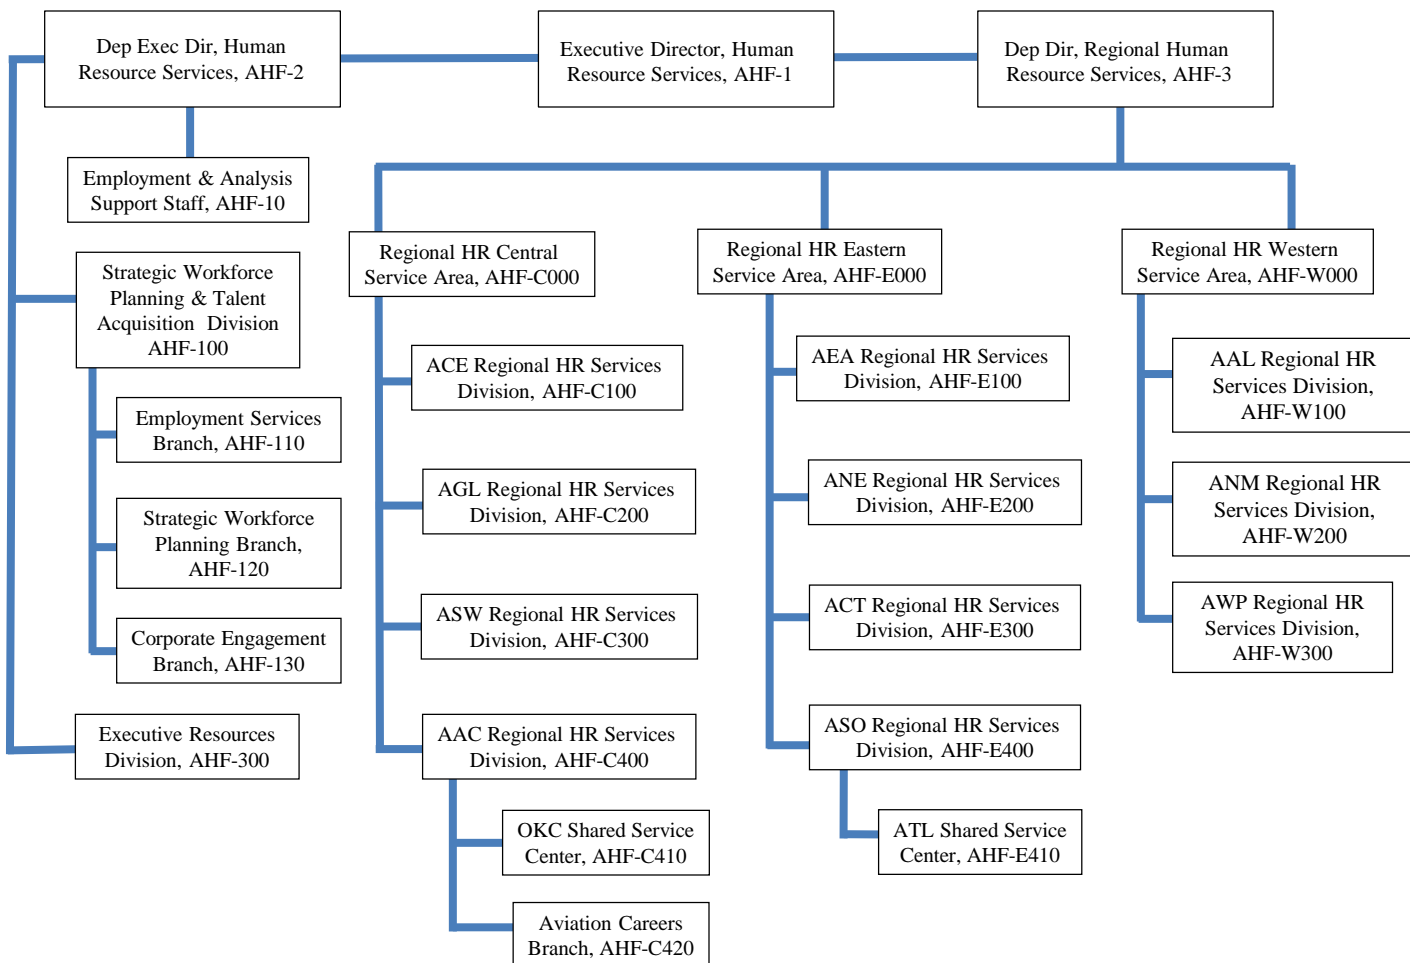 Dep Exec Dir, Human
Resource Services, AHF-2
Executive Director, Human
Resource Services, AHF-1
Dep Dir, Regional Human
Resource Services, AHF-3
Employment & Analysis
Support Staff, AHF-10
Strategic Workforce
Planning & Talent
Acquisition Division
AHF-100
Employment Services
Branch, AHF-110
Strategic Workforce
Planning Branch,
AHF-120
Corporate Engagement
Branch, AHF-130
Executive Resources
Division, AHF-300
Regional HR Central
Service Area, AHF-C000
ACE Regional HR Services
Division, AHF-C100
AGL Regional HR Services
Division, AHF-C200
ASW Regional HR Services
Division, AHF-C300
AAC Regional HR Services
Division, AHF-C400
OKC Shared Service
Center, AHF-C410
Aviation Careers
Branch, AHF-C420
Regional HR Eastern
Service Area, AHF-E000
AEA Regional HR Services
Division, AHF-E100
ANE Regional HR Services
Division, AHF-E200
ACT Regional HR Services
Division, AHF-E300
ASO Regional HR Services
Division, AHF-E400
ATL Shared Service
Center, AHF-E410
Regional HR Western
Service Area, AHF-W000
AAL Regional HR
Services Division,
AHF-W100
ANM Regional HR
Services Division,
AHF-W200
AWP Regional HR
Services Division,
AHF-W300